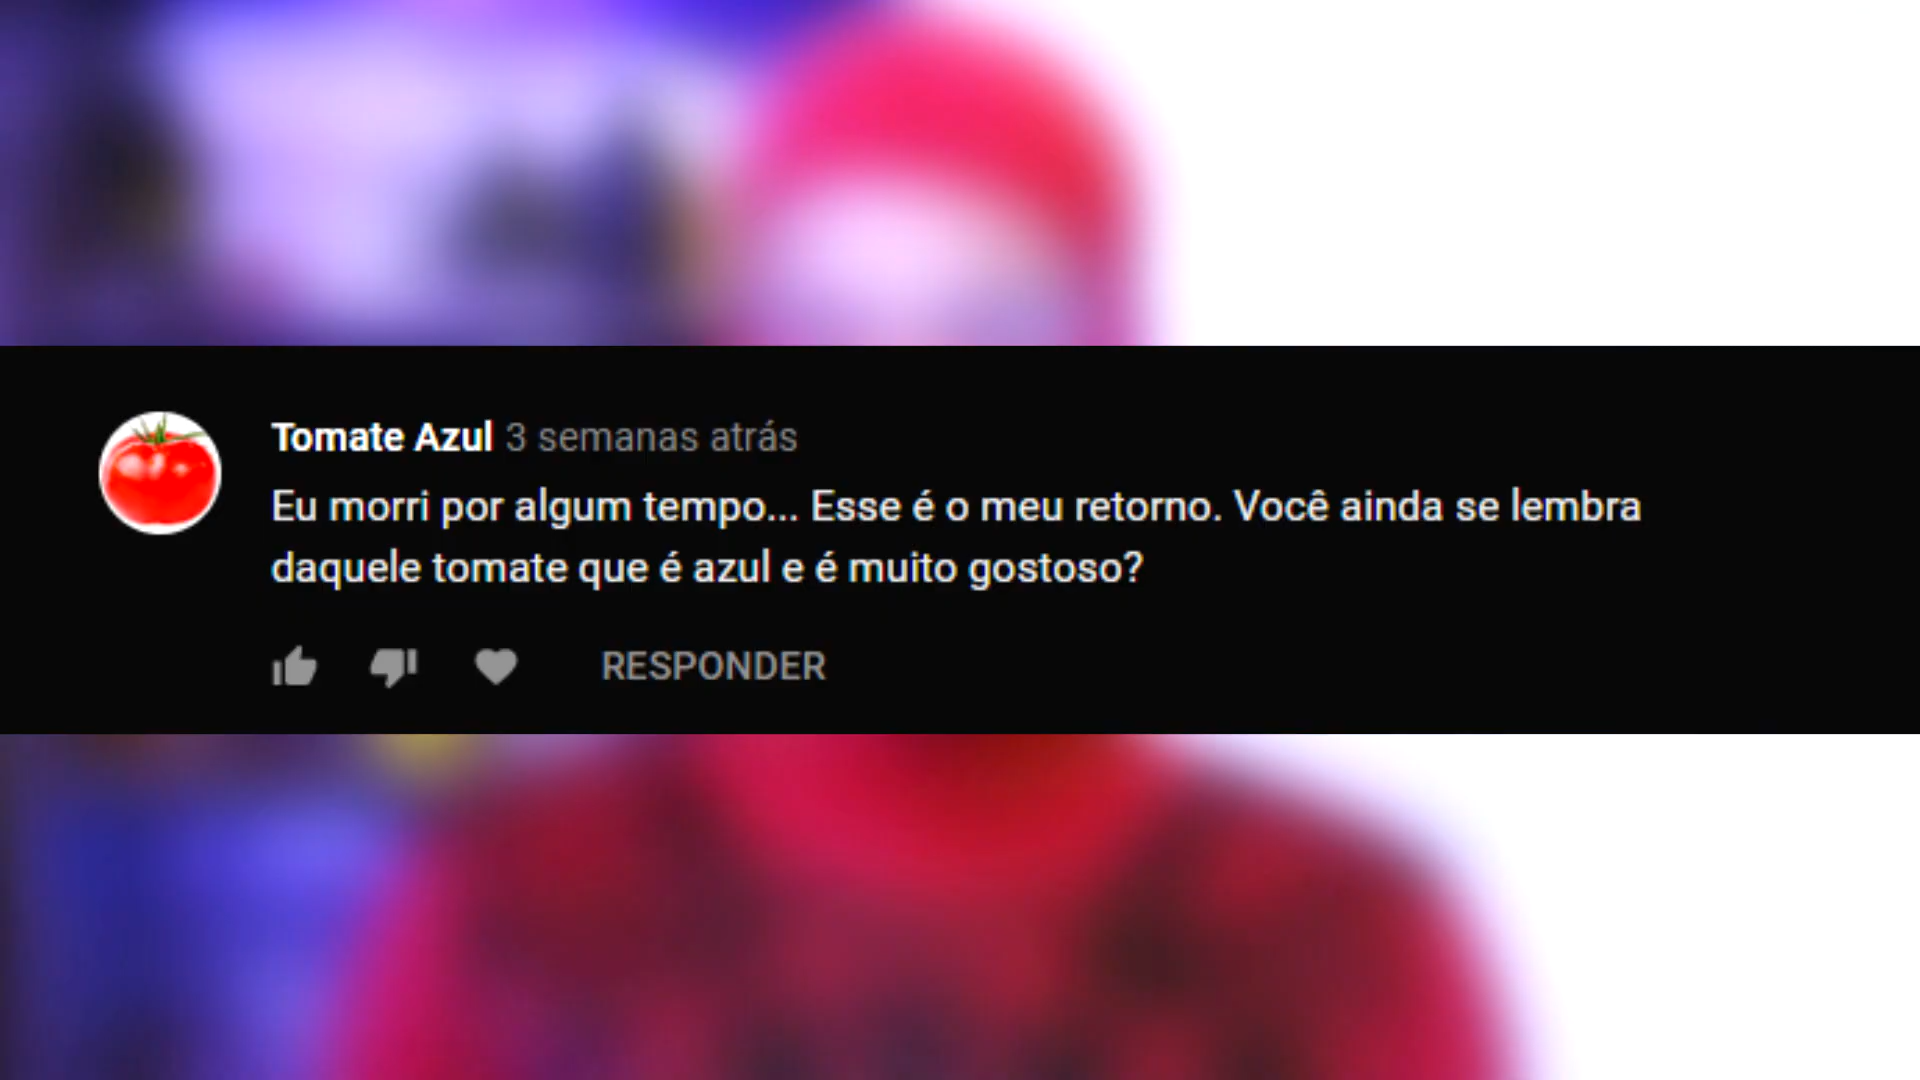 Tomate Azul 3 semanas atrás
Eu morri por algum tempo... Esse é o meu retorno. Você ainda se lembra
daquele tomate que é azul e é muito gostoso?
RESPONDER